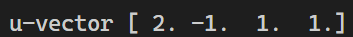 u-vector [ 2. -1.  1.  1.]